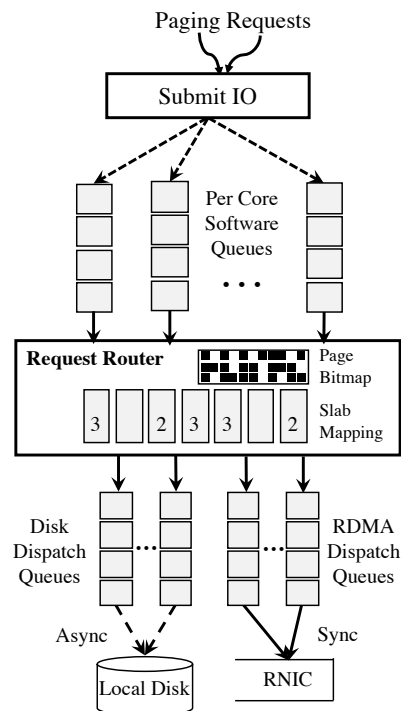 Paging Requests
Submit IO
Per Core
Software
Queues
...
Request Router
Page
Bitmap
3 2 3 3 2
Slab
Mapping
Disk
Dispatch
Queues
...
...
RDMA
Dispatch
Queues
Async
Sync
Local Disk
RNIC